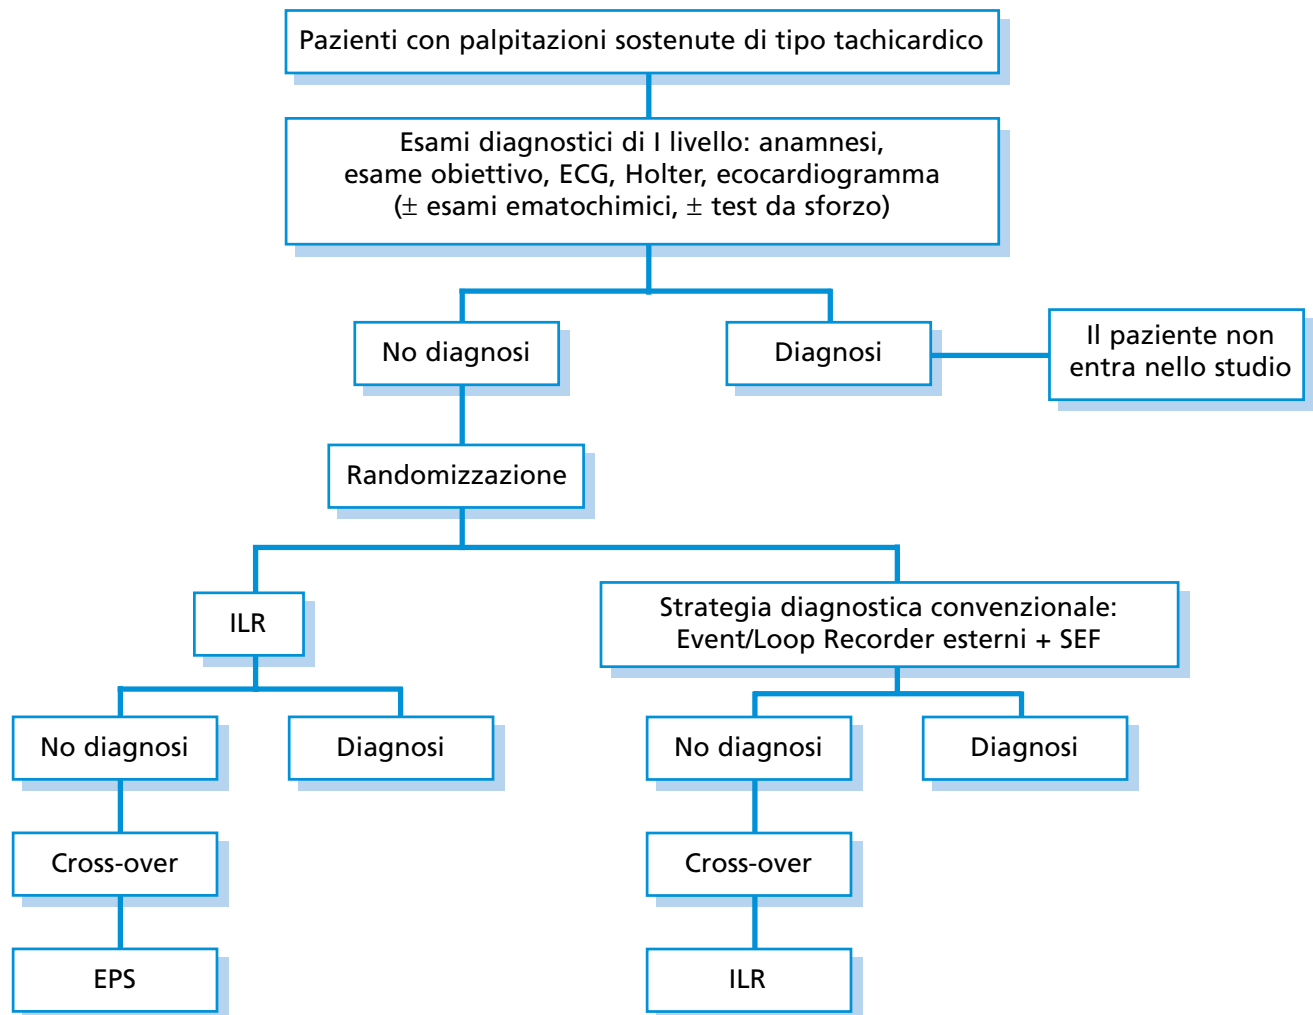 Pazienti con palpitazioni sostenute di tipo tachicardico
Esami diagnostici di I livello: anamnesi,
esame obiettivo, ECG, Holter, ecocardiogramma
(± esami ematochimici, ± test da sforzo)
No diagnosi
Diagnosi
Il paziente non
entra nello studio
Randomizzazione
ILR
Strategia diagnostica convenzionale:
Event/Loop Recorder esterni + SEF
No diagnosi
Diagnosi
No diagnosi
Diagnosi
Cross-over
Cross-over
EPS
ILR